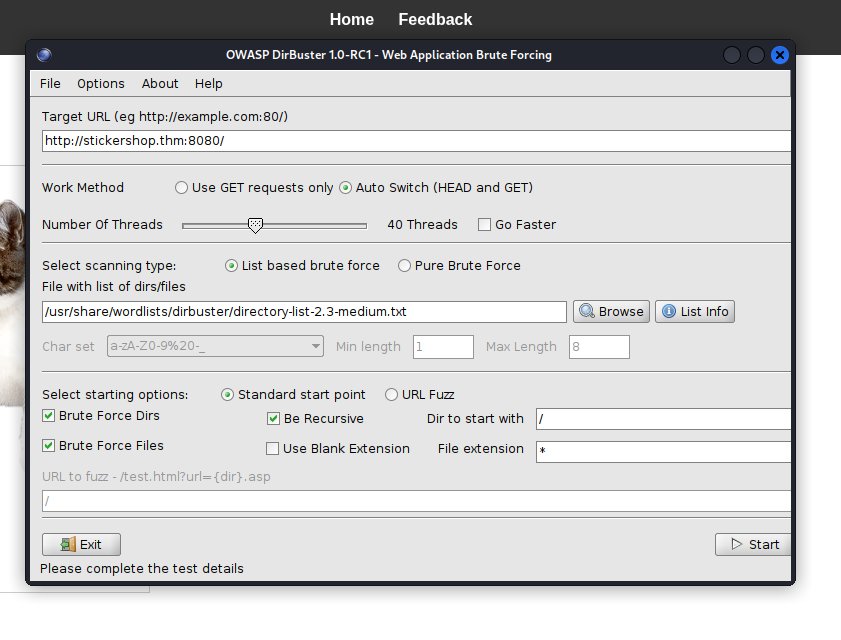 Home Feedback
OWASP DirBuster 1.0-RC1 - Web Application Brute Forcing
File Options About Help
Target URL (eg http://example.com:80/)
http://stickershop.thm:8080/
Work Method Use GET requests only Auto Switch (HEAD and GET)
Number Of Threads 40 Threads Go Faster
Select scanning type: List based brute force Pure Brute Force
File with list of dirs/files
/usr/share/wordlists/dirbuster/directory-list-2.3-medium.txt Browse List Info
Char set a-zA-Z0-9%20-_ Min length 1 Max Length 8
Select starting options: Standard start point URL Fuzz
Brute Force Dirs Be Recursive Dir to start with /
Brute Force Files Use Blank Extension File extension *
URL to fuzz - /test.html?url={dir}.asp
/
Exit Start
Please complete the test details